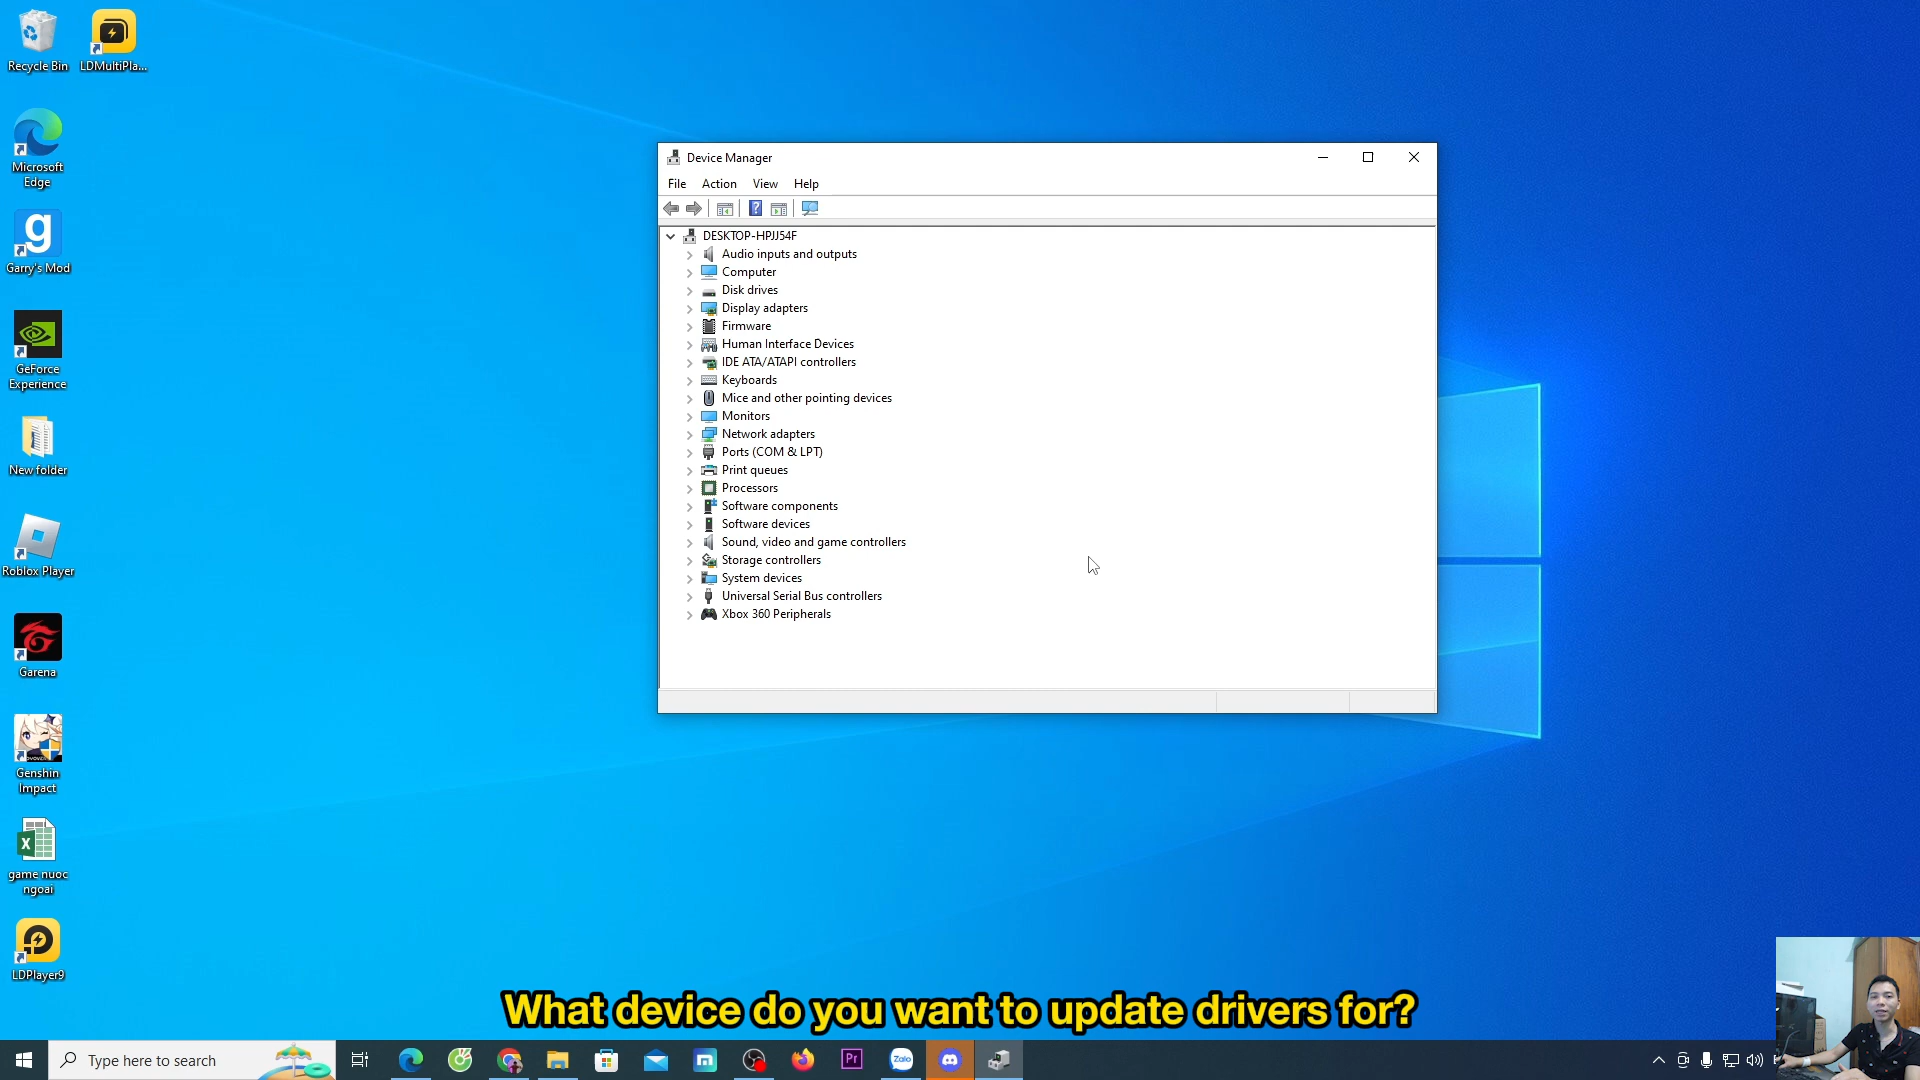 Recycle Bin
LDMultiPla...
Microsoft
Edge
g
Garry's Mod
GeForce
Experience
New folder
Roblox Player
Garena
Genshin
Impact
X
game nuoc
ngoai
LDPlayer9
Device Manager
File Action View Help
?
DESKTOP-HPJJ54F
Audio inputs and outputs
Computer
Disk drives
Display adapters
Firmware
Human Interface Devices
IDE ATA/ATAPI controllers
Keyboards
Mice and other pointing devices
Monitors
Network adapters
Ports (COM & LPT)
Print queues
Processors
Software components
Software devices
Sound, video and game controllers
Storage controllers
System devices
Universal Serial Bus controllers
Xbox 360 Peripherals
What device do you want to update drivers for?
Type here to search
Pr
Zalo